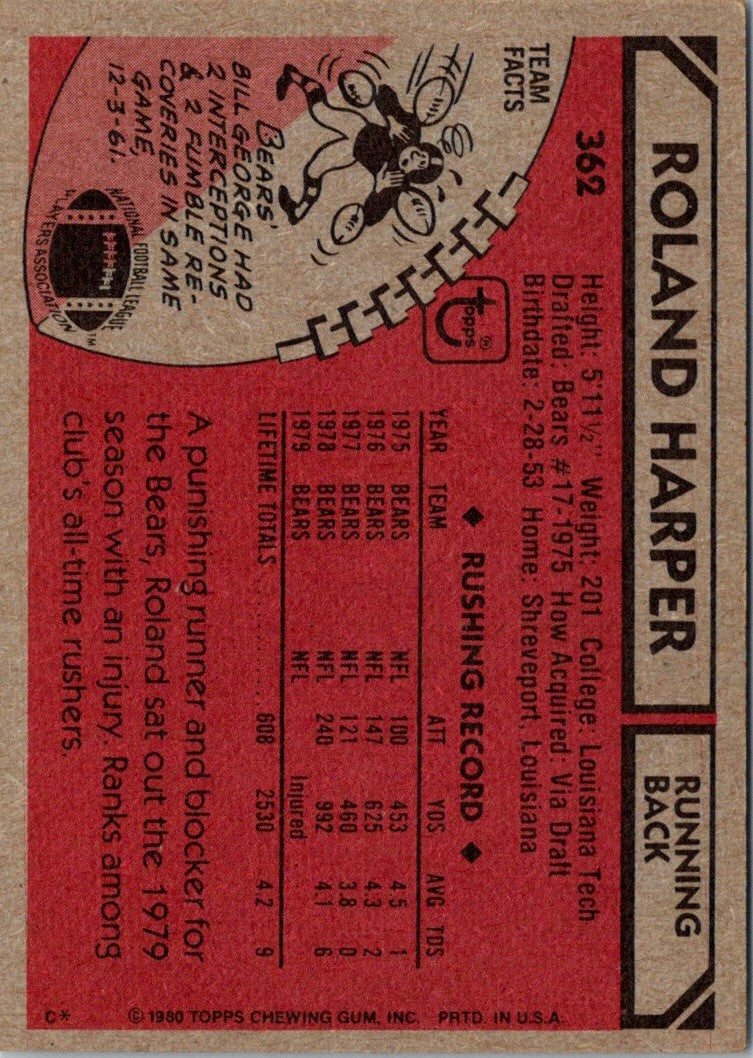 ROLAND HARPER
RUNNING
BACK
362
Height: 5'11½" Weight: 201 College: Louisiana Tech
Drafted: Bears #17-1975 How Acquired: Via Draft
Birthdate: 2-28-53 Home: Shreveport, Louisiana
TEAM
FACTS
topps®
BEARS'
BILL GEORGE HAD
2 INTERCEPTIONS
& 2 FUMBLE RE-
COVERIES IN SAME
GAME,
12-3-61.
NATIONAL FOOTBALL LEAGUE
PLAYERS ASSOCIATION™
◆ RUSHING RECORD ◆
YEAR TEAM ATT YDS AVG TDS
1975 BEARS NFL 100 453 4.5 1
1976 BEARS NFL 147 625 4.3 2
1977 BEARS NFL 121 460 3.8 0
1978 BEARS NFL 240 992 4.1 6
1979 BEARS NFL Injured
LIFETIME TOTALS 608 2530 4.2 9
A punishing runner and blocker for
the Bears, Roland sat out the 1979
season with an injury. Ranks among
club's all-time rushers.
C* © 1980 TOPPS CHEWING GUM, INC. PRTD. IN U.S.A.